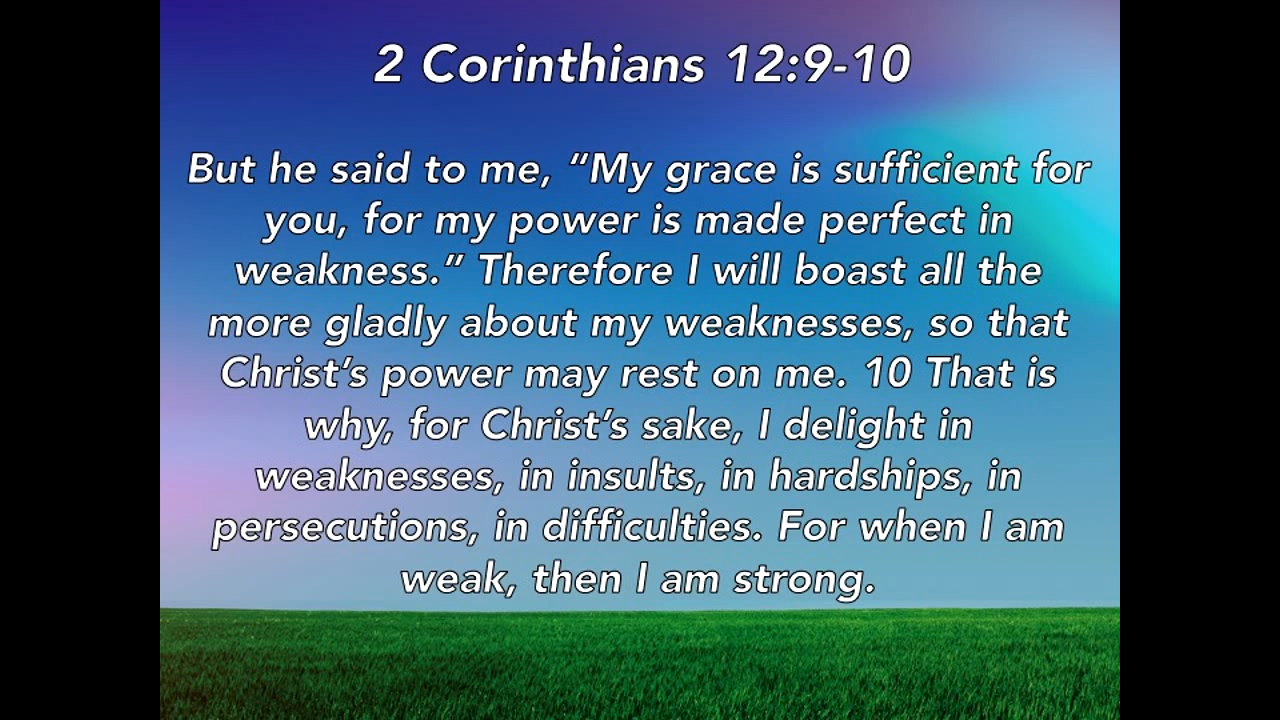 2 Corinthians 12:9-10
But he said to me, “My grace is sufficient for
you, for my power is made perfect in
weakness.” Therefore I will boast all the
more gladly about my weaknesses, so that
Christ’s power may rest on me. 10 That is
why, for Christ’s sake, I delight in
weaknesses, in insults, in hardships, in
persecutions, in difficulties. For when I am
weak, then I am strong.